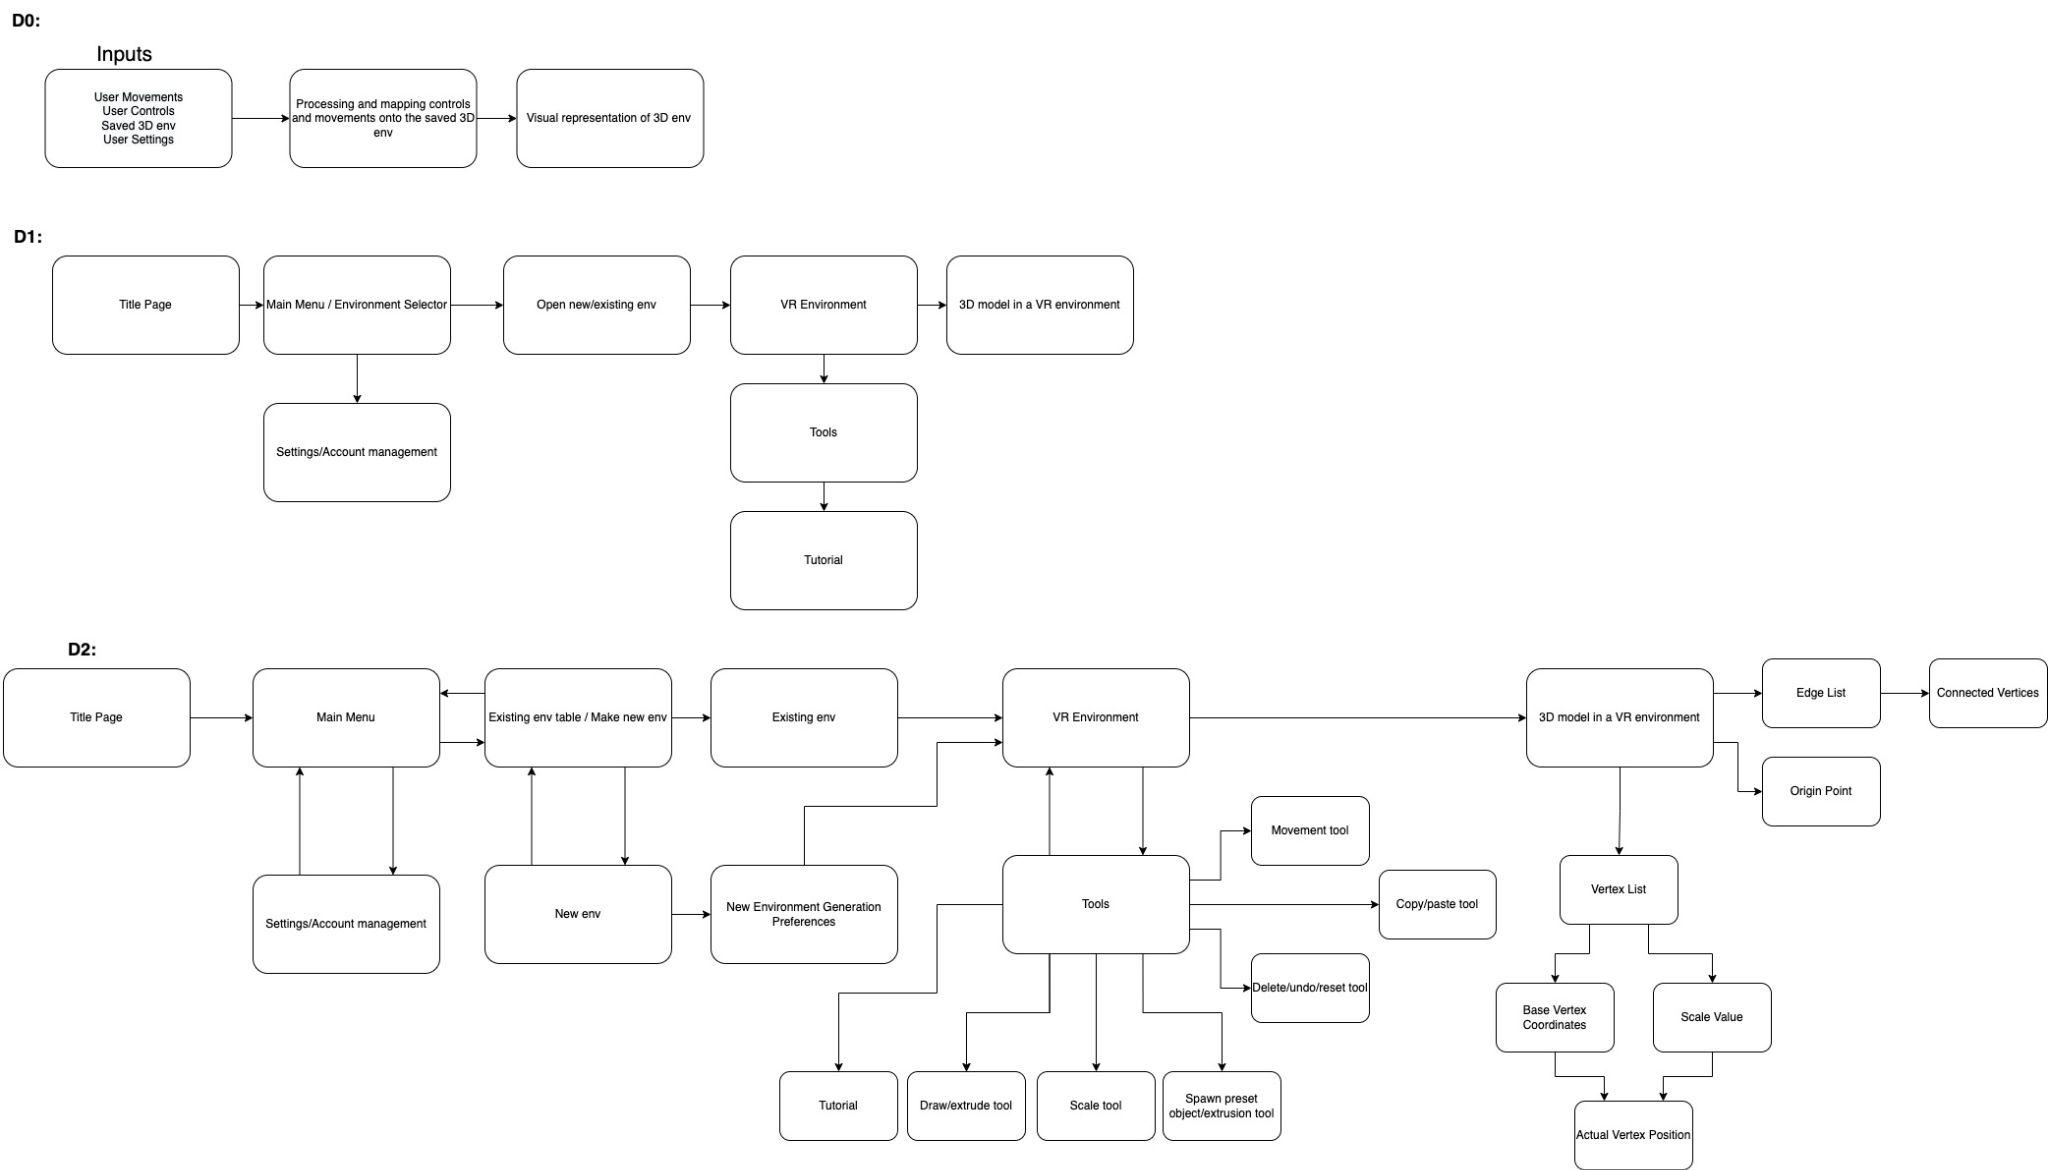 D0:
Inputs
User Movements
User Controls
Saved 3D env
User Settings
Processing and mapping controls
and movements onto the saved 3D
env
Visual representation of 3D env
D1:
Title Page
Main Menu / Environment Selector
Open new/existing env
VR Environment
3D model in a VR environment
Settings/Account management
Tools
Tutorial
D2:
Title Page
Main Menu
Existing env table / Make new env
Existing env
VR Environment
3D model in a VR environment
Edge List
Connected Vertices
Origin Point
Movement tool
Settings/Account management
New env
New Environment Generation
Preferences
Tools
Copy/paste tool
Vertex List
Delete/undo/reset tool
Base Vertex
Coordinates
Scale Value
Tutorial
Draw/extrude tool
Scale tool
Spawn preset
object/extrusion tool
Actual Vertex Position